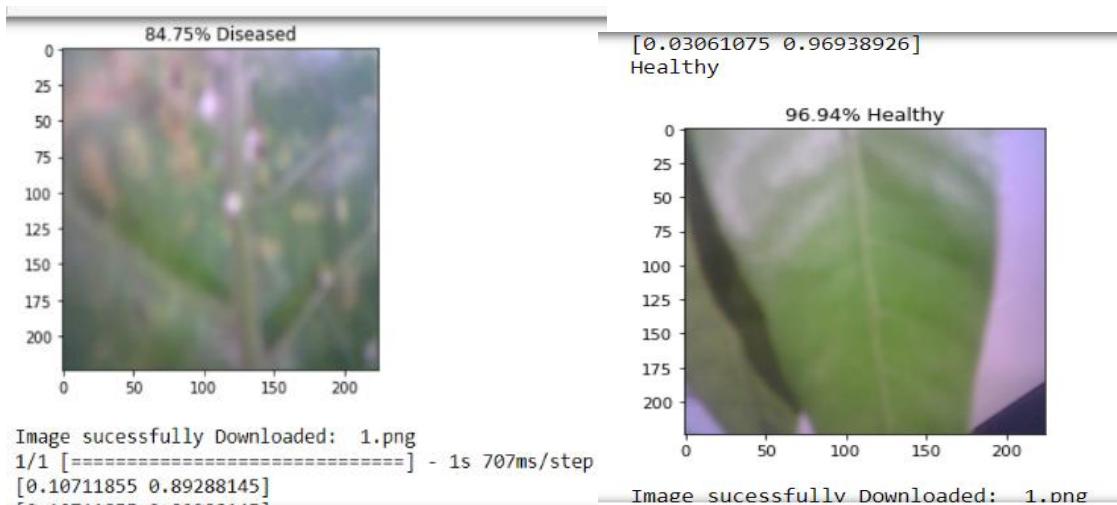 84.75% Diseased
0
25
50
75
100
125
150
175
200
0 50 100 150 200
Image sucessfully Downloaded: 1.png
1/1 [==============================] - 1s 707ms/step
[0.10711855 0.89288145]
[0.03061075 0.96938926]
Healthy
96.94% Healthy
0
25
50
75
100
125
150
175
200
0 50 100 150 200
Image sucessfully Downloaded: 1.png